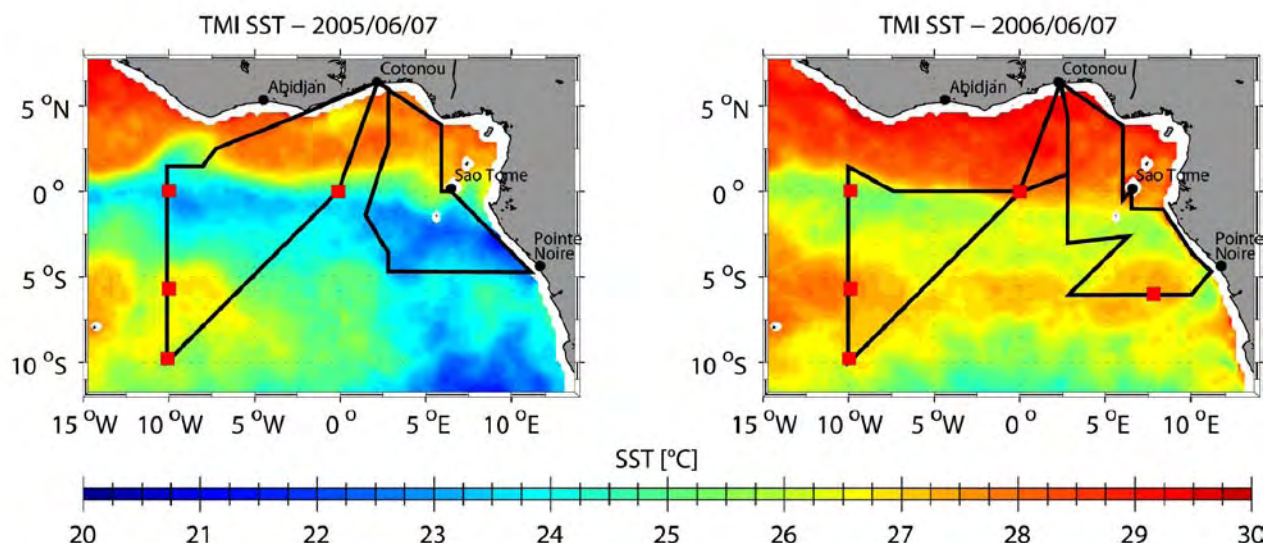 TMI SST – 2005/06/07
TMI SST – 2006/06/07
Cotonou
Abidjan
5 °N
Sao Tome
0 °
Pointe
Noire
5 °S
10 °S
15 °W
10 °W
5 °W
0 °
5 °E
10 °E
Cotonou
Abidjan
5 °N
Sao Tome
0 °
Pointe
Noire
5 °S
10 °S
15 °W
10 °W
5 °W
0 °
5 °E
10 °E
SST [°C]
20 21 22 23 24 25 26 27 28 29 30